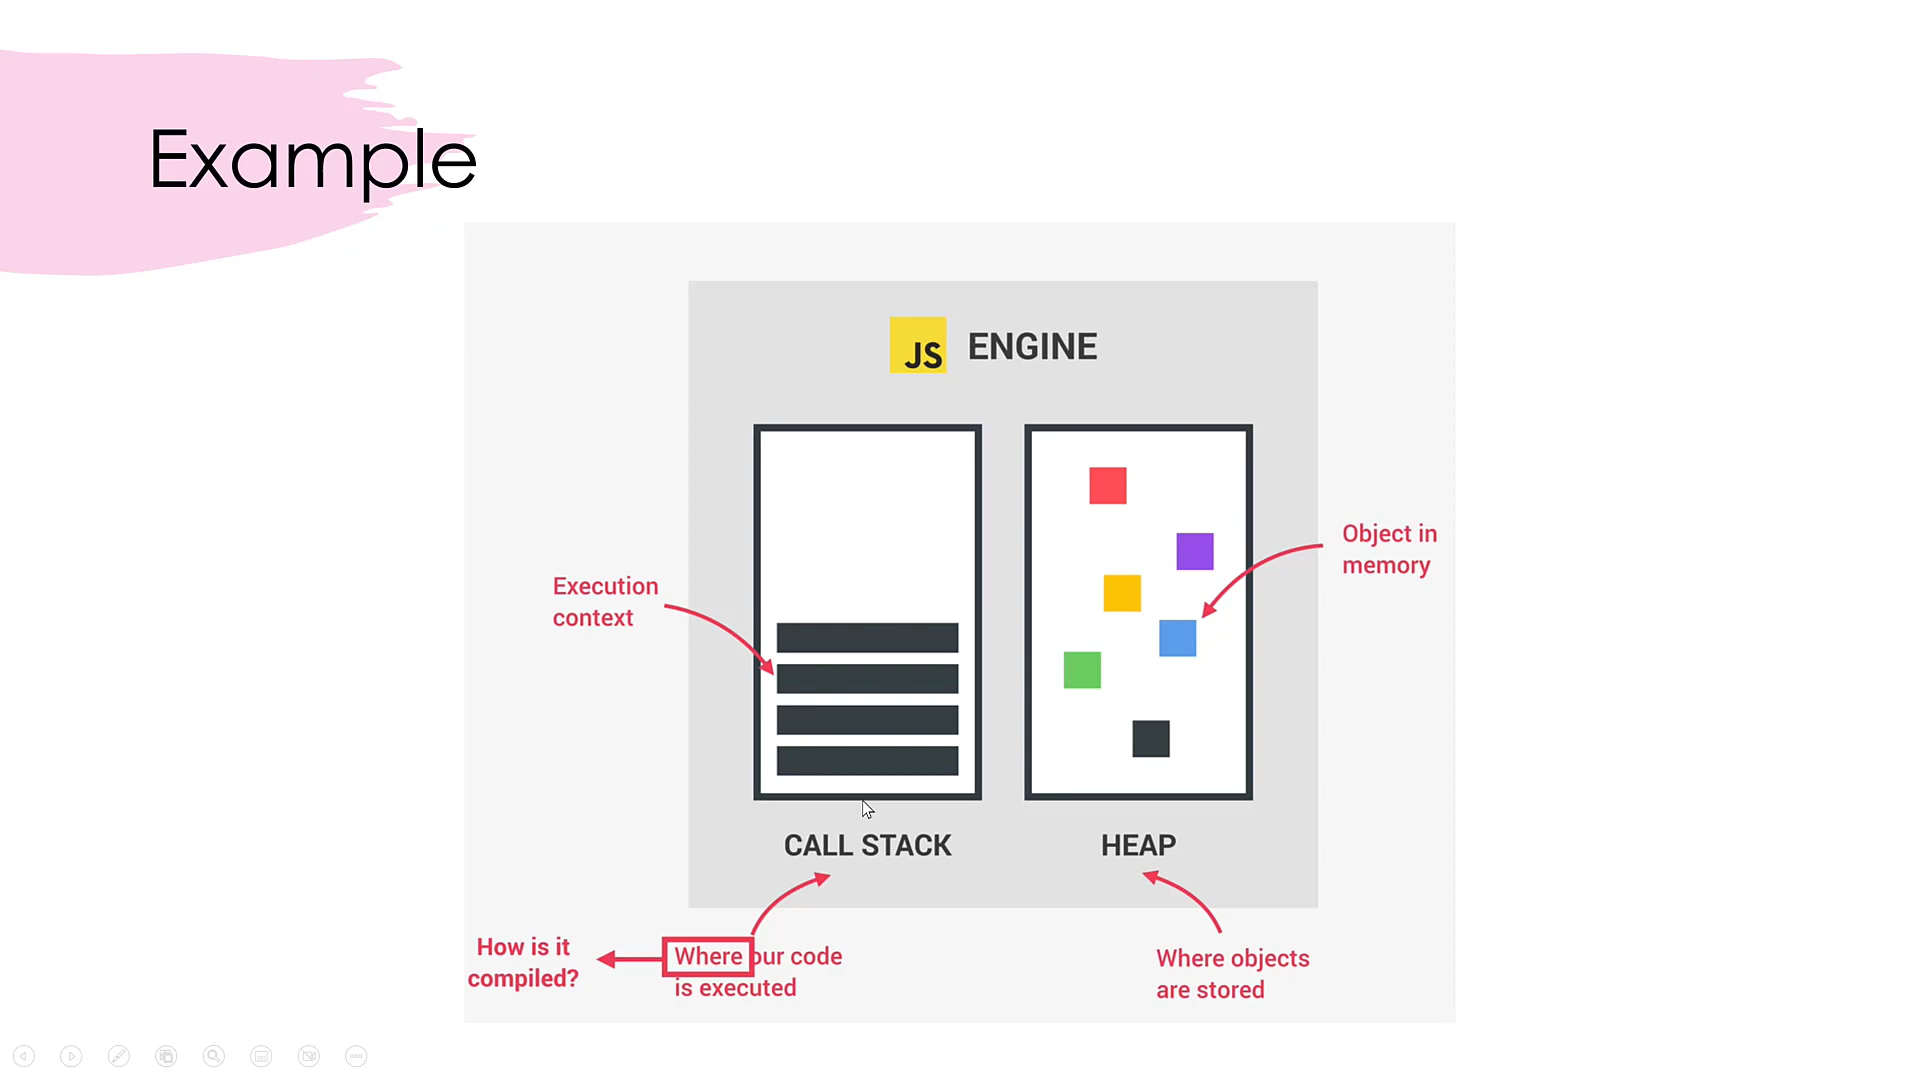 Example
JS ENGINE
Execution
context
Object in
memory
CALL STACK
HEAP
How is it
compiled?
Where our code
is executed
Where objects
are stored